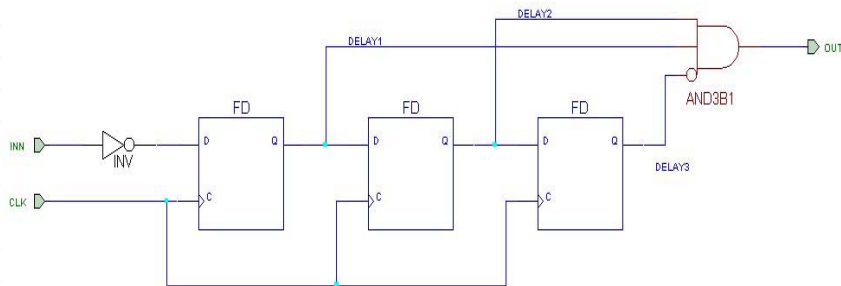 DELAY2
DELAY1
OUT
AND3B1
FD
FD
FD
INN
INV
D
Q
D
Q
D
Q
DELAY3
CLK
C
C
C